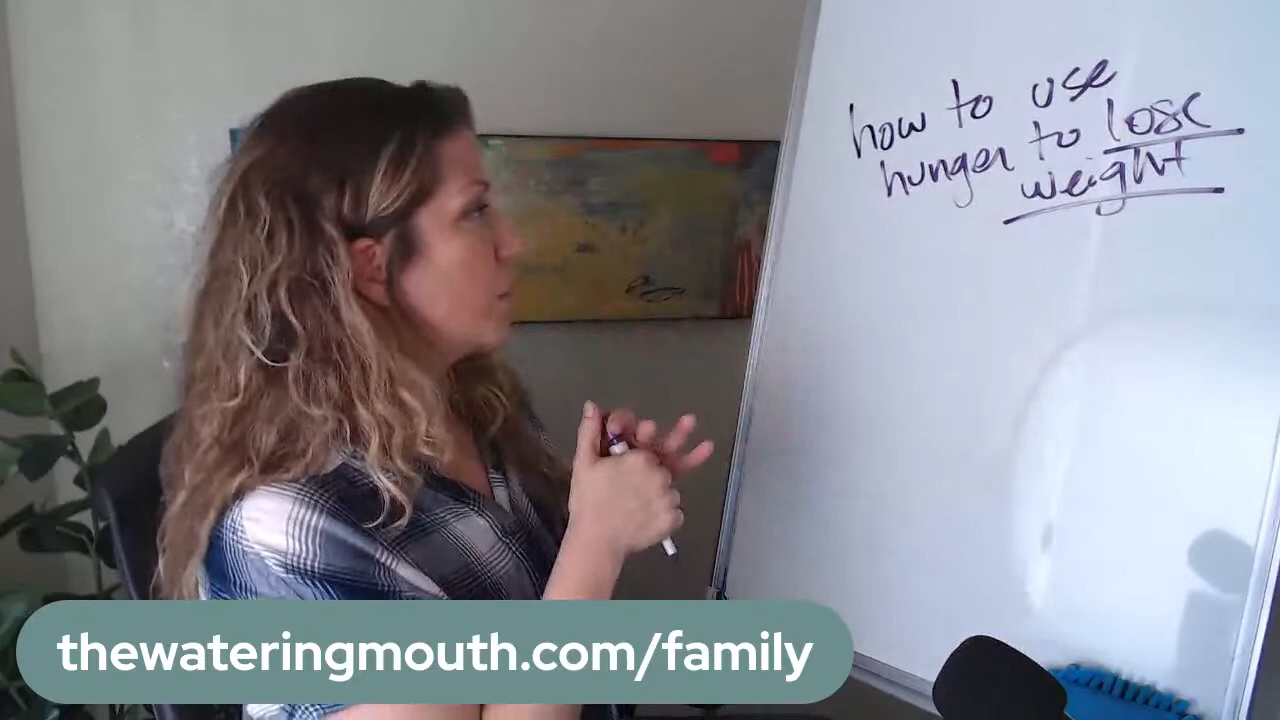 how to use
hunger to lose
weight
thewateringmouth.com/family